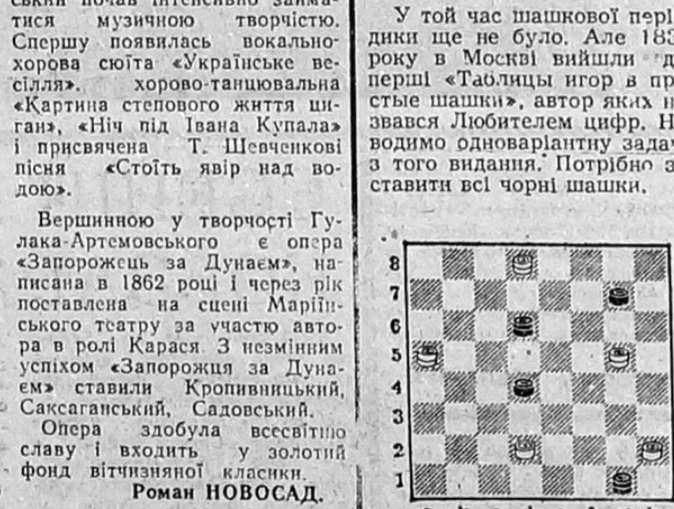 ський почав інтенсивно займа-
тися музичною творчістю.
Спершу появилась вокально-
хорова сюїта «Українське ве-
сілля». хорово-танцювальна
«Картина степового життя ци-
ган», «Ніч під Івана Купала»
і присвячена Т. Шевченкові
пісня «Стоїть явір над во-
дою».
Вершинною у творчості Гу-
лака-Артемовського є опера
«Запорожець за Дунаєм», на-
писана в 1862 році і через рік
поставлена на сцені Маріїн-
ського театру за участю авто-
ра в ролі Карася. З незмінним
успіхом «Запорожця за Дуна-
єм» ставили Кропивницький,
Саксаганський, Садовський.
Опера здобула всесвітню
славу і входить у золотий
фонд вітчизняної класики.
Роман НОВОСАД.
У той час шашкової пері
дики ще не було. Але 183
року в Москві вийшли д
перші «Таблицы игор в пр
стые шашки», автор яких н
звався Любителем цифр. Н
водимо одноваріантну задач
з того видання. Потрібно з
ставити всі чорні шашки.
8
7
6
5
4
3
2
1